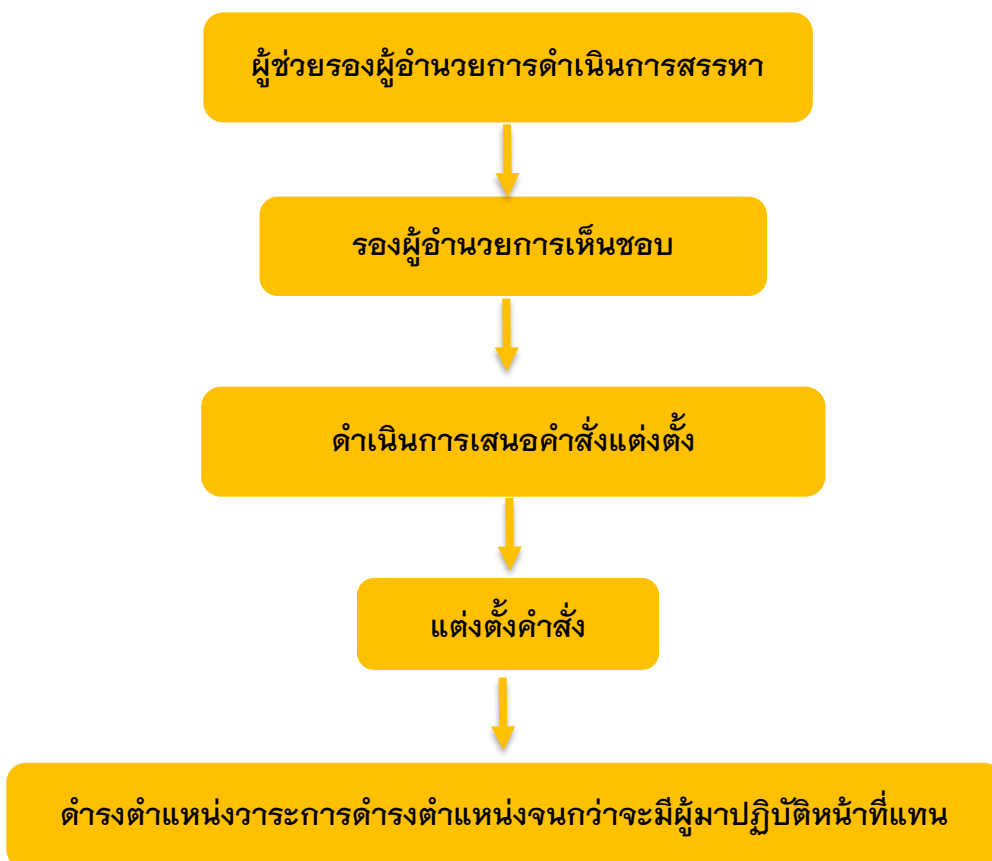 ผู้ช่วยรองผู้อำนวยการดำเนินการสรรหา
รองผู้อำนวยการเห็นชอบ
ดำเนินการเสนอคำสั่งแต่งตั้ง
แต่งตั้งคำสั่ง
ดำรงตำแหน่งวาระการดำรงตำแหน่งจนกว่าจะมีผู้มาปฏิบัติหน้าที่แทน